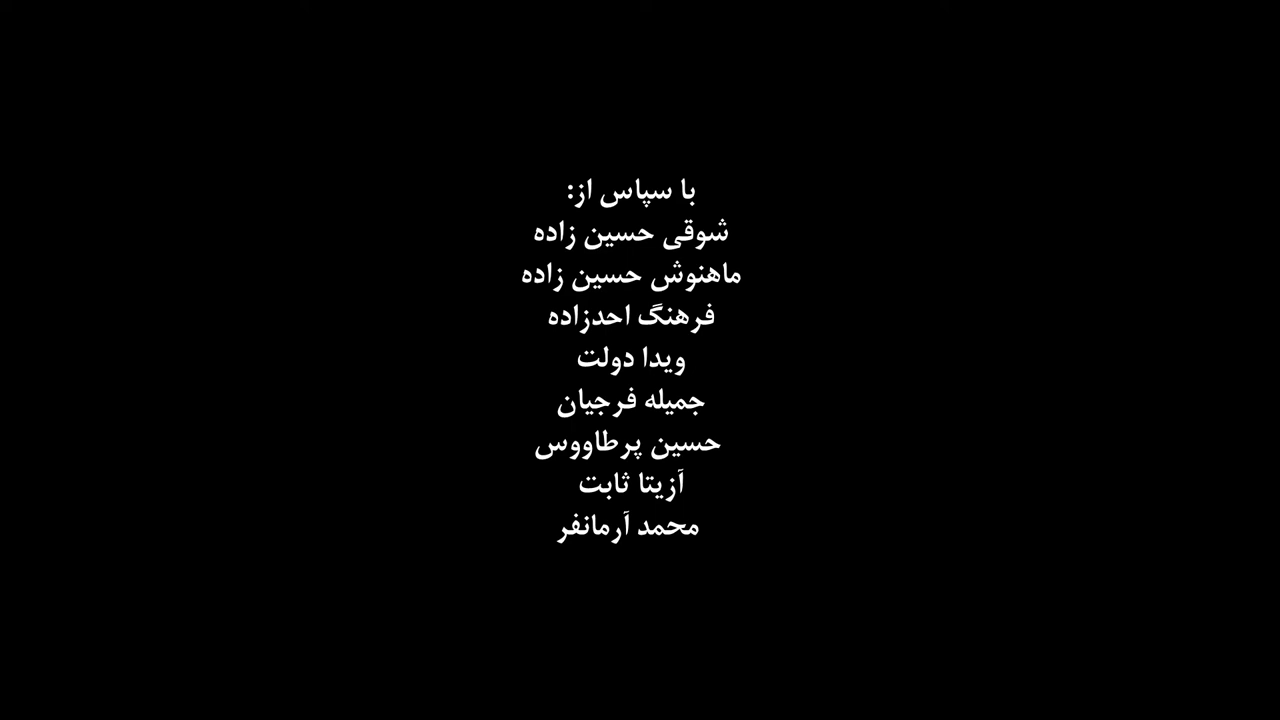 با سپاس از:
شوقی حسین زاده
ماهنوش حسین زاده
فرهنگ احدزاده
ویدا دولت
جمیله فرجیان
حسین پرطاووس
آزیتا ثابت
محمد آرمانفر